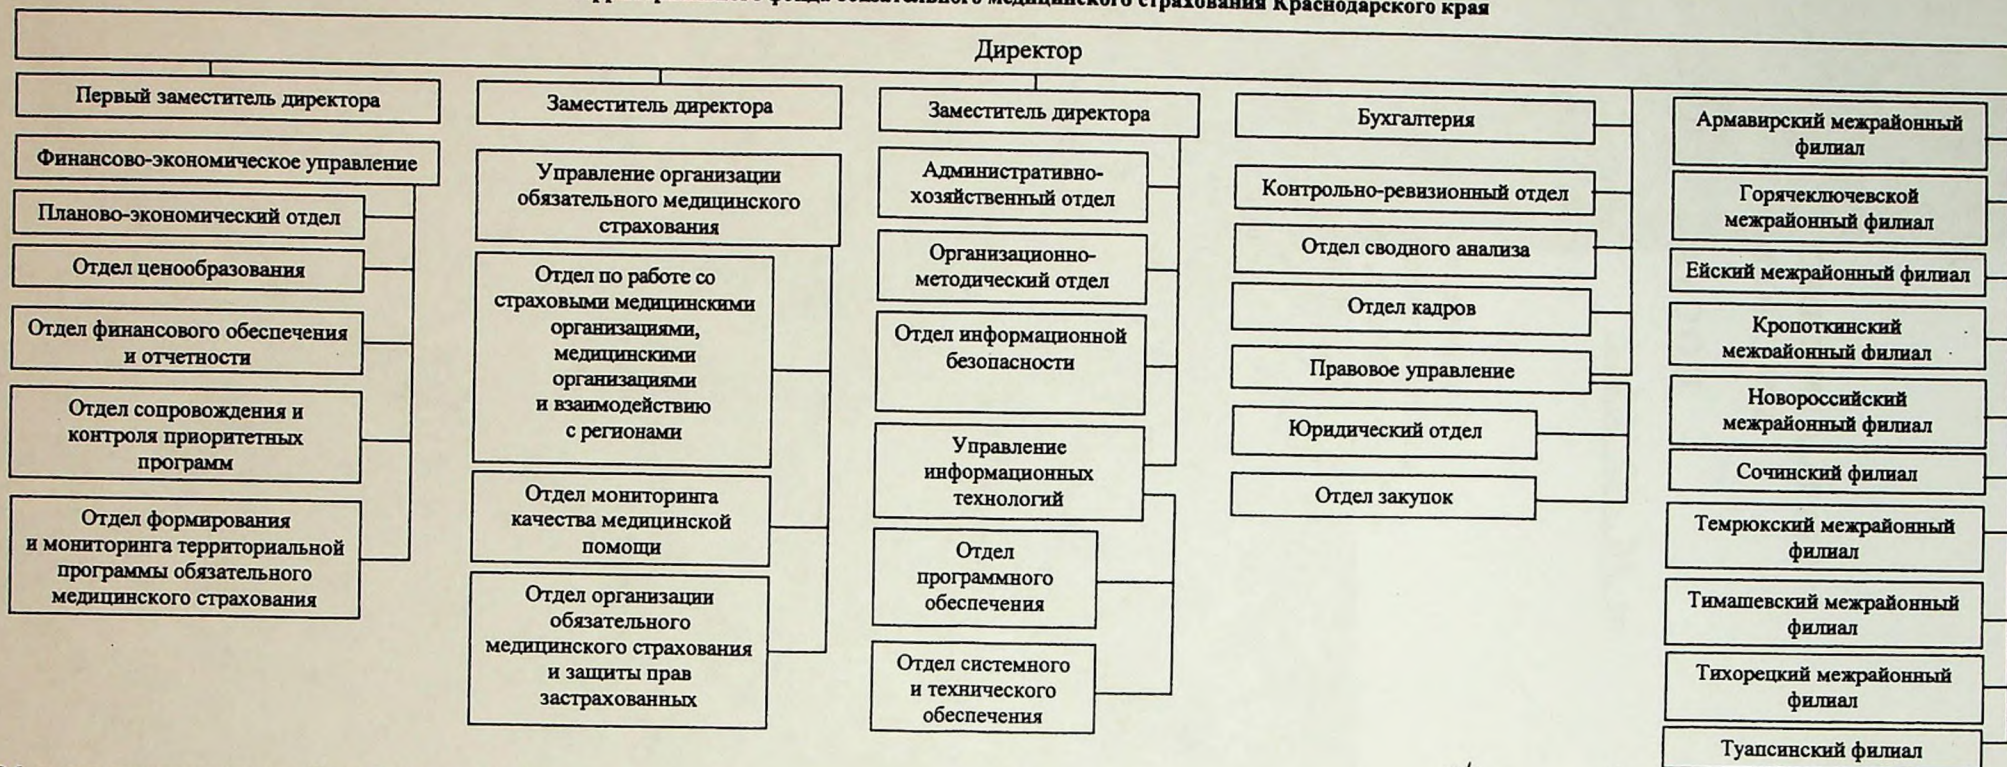 фонда обязательного медицинского страхования Краснодарского края
Директор
Первый заместитель директора
Финансово-экономическое управление
Планово-экономический отдел
Отдел ценообразования
Отдел финансового обеспечения
и отчетности
Отдел сопровождения и
контроля приоритетных
программ
Отдел формирования
и мониторинга территориальной
программы обязательного
медицинского страхования
Заместитель директора
Управление организации
обязательного медицинского
страхования
Отдел по работе со
страховыми медицинскими
организациями,
медицинскими
организациями
и взаимодействию
с регионами
Отдел мониторинга
качества медицинской
помощи
Отдел организации
обязательного
медицинского страхования
и защиты прав
застрахованных
Заместитель директора
Административно-
хозяйственный отдел
Организационно-
методический отдел
Отдел информационной
безопасности
Управление
информационных
технологий
Отдел
программного
обеспечения
Отдел системного
и технического
обеспечения
Бухгалтерия
Контрольно-ревизионный отдел
Отдел сводного анализа
Отдел кадров
Правовое управление
Юридический отдел
Отдел закупок
Армавирский межрайонный
филиал
Горячеключевской
межрайонный филиал
Ейский межрайонный филиал
Кропоткинский
межрайонный филиал
Новороссийский
межрайонный филиал
Сочинский филиал
Темрюкский межрайонный
филиал
Тимашевский межрайонный
филиал
Тихорецкий межрайонный
филиал
Туапсинский филиал